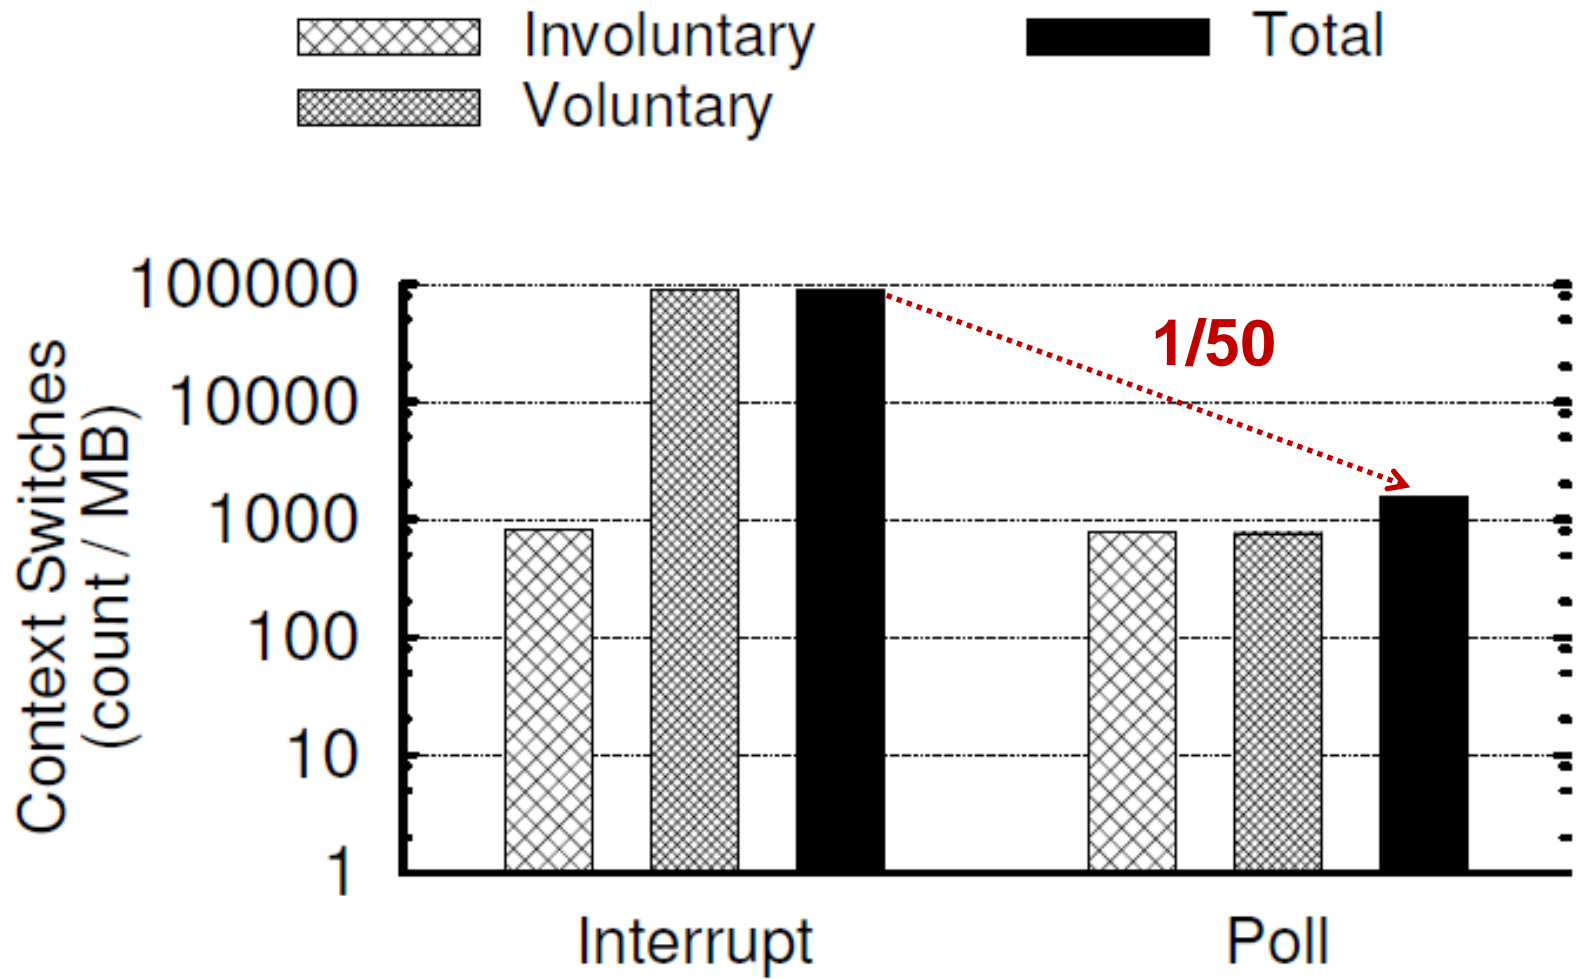 Involuntary
Total
Voluntary
Context Switches
(count / MB)
100000
10000
1000
100
10
1
1/50
Interrupt
Poll